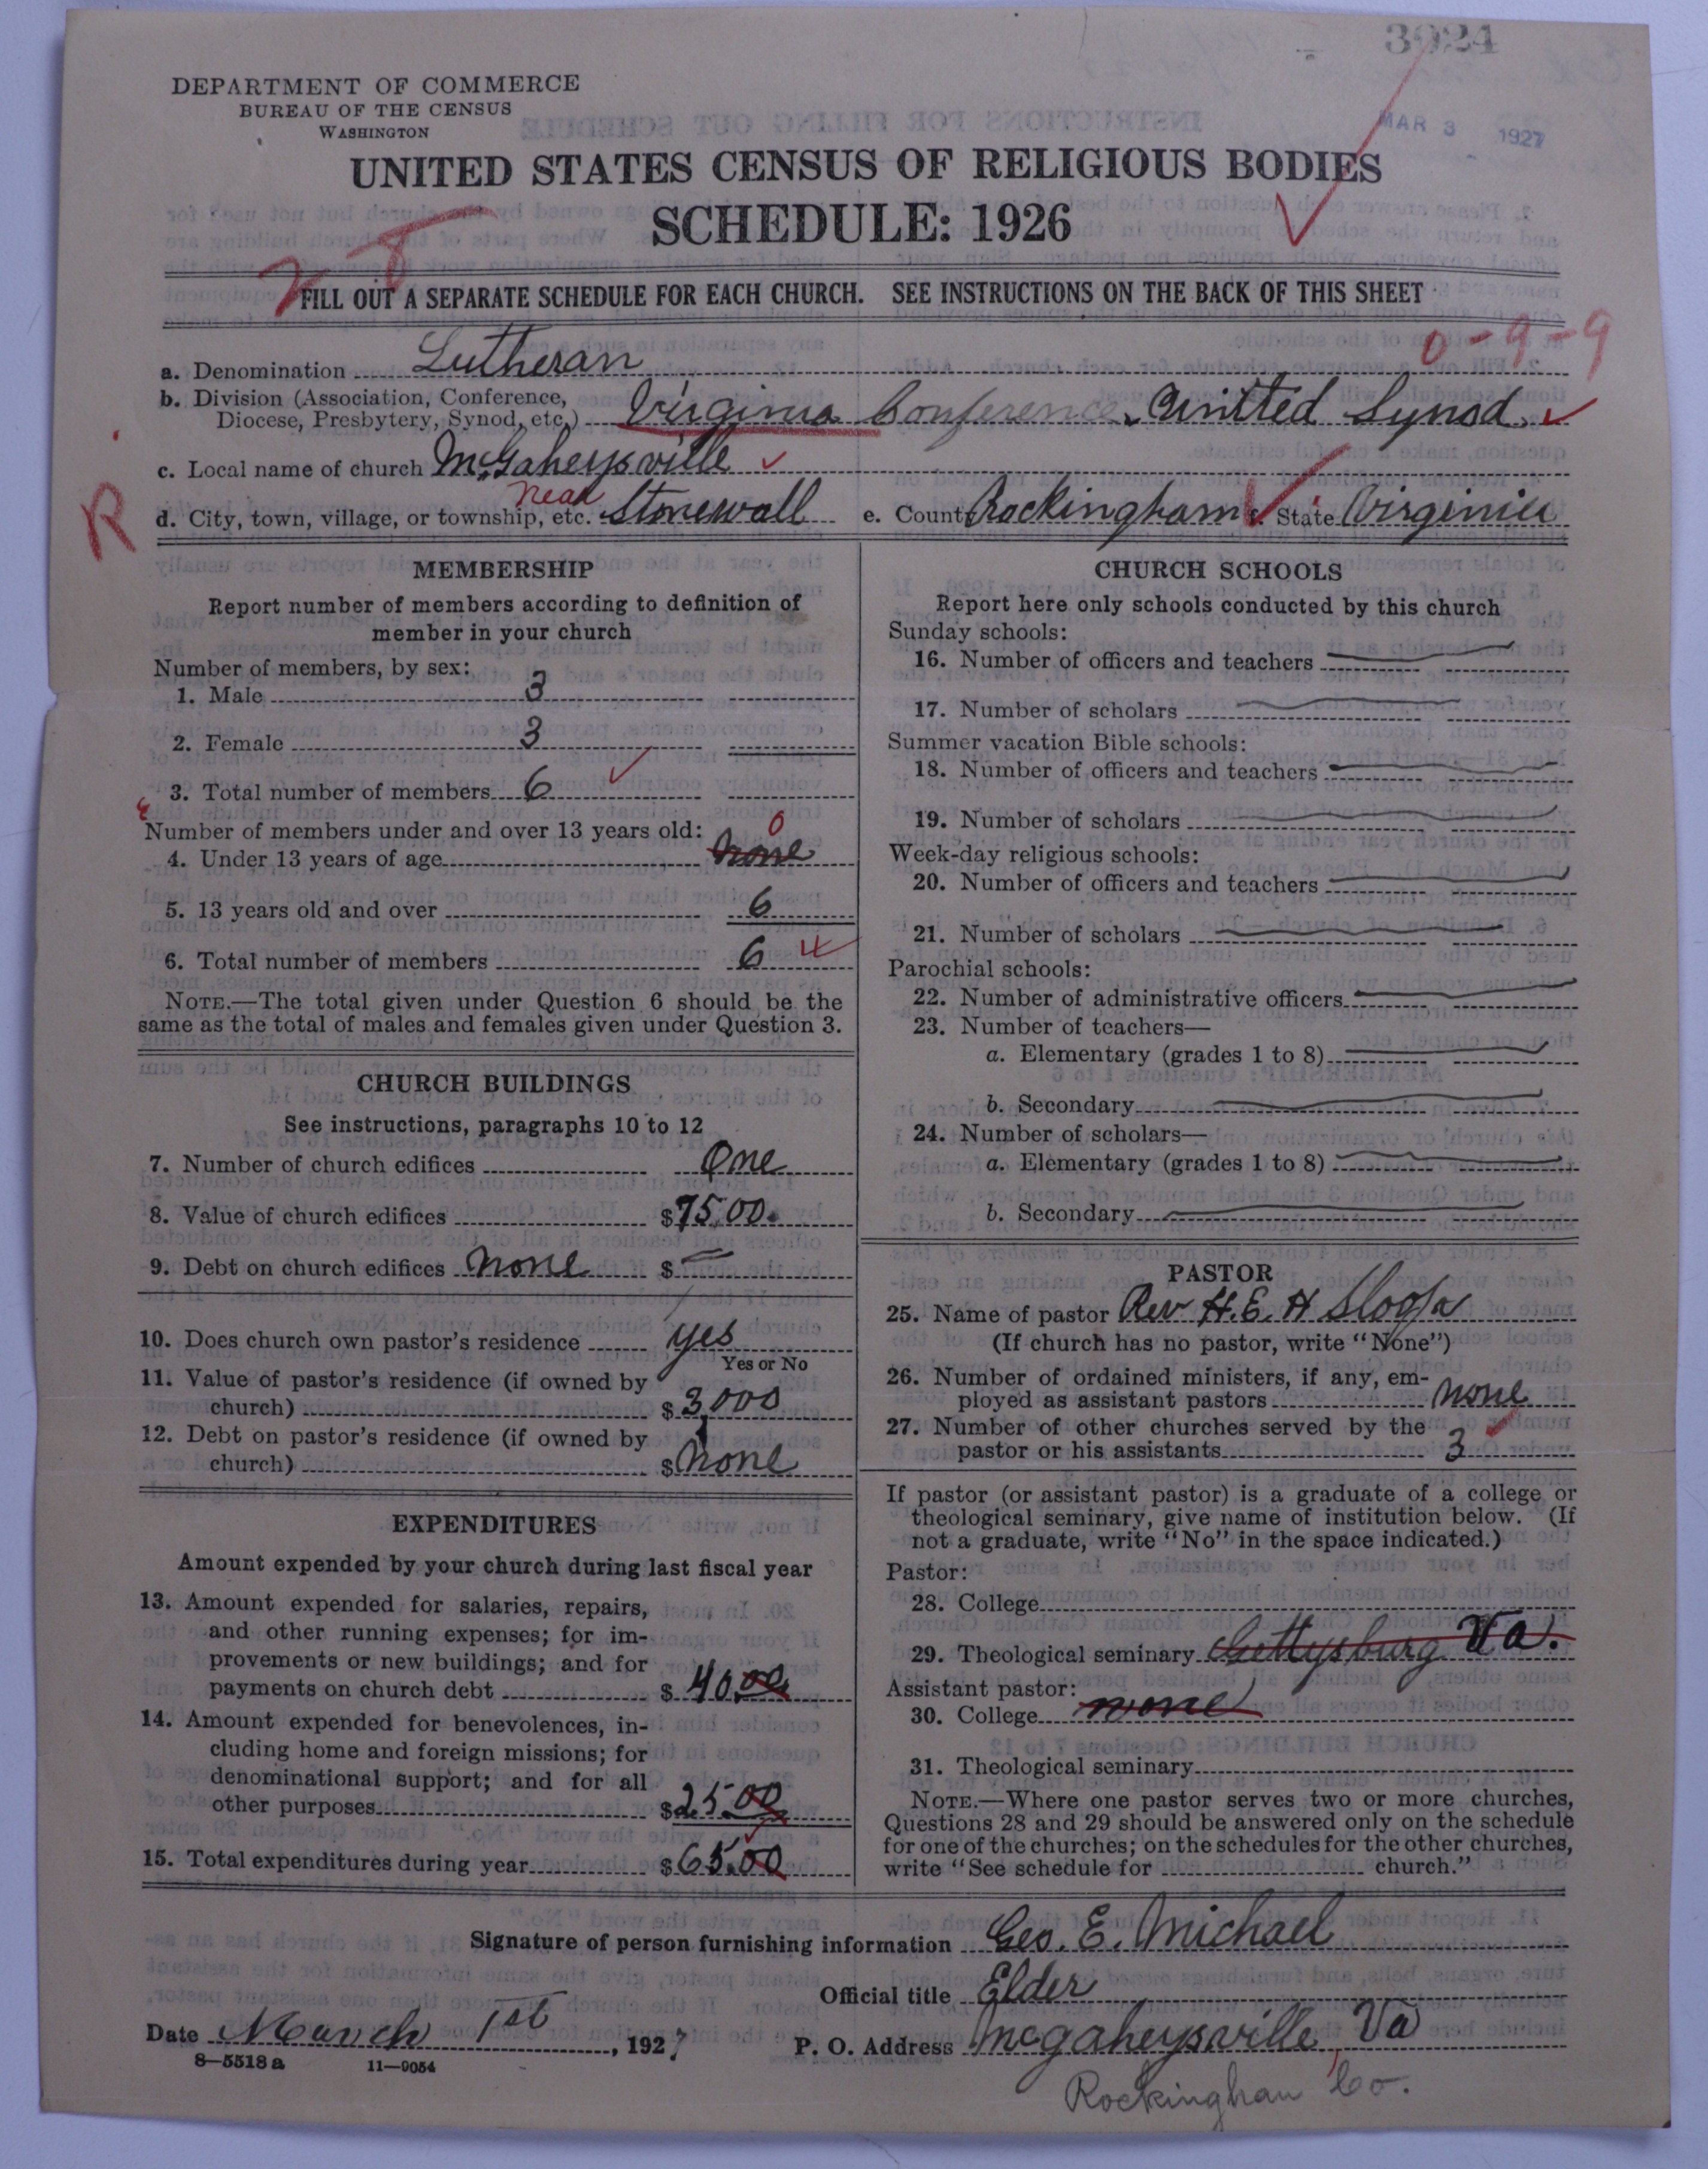 3024
DEPARTMENT OF COMMERCE
BUREAU OF THE CENSUS
WASHINGTON
MAR 3 1927
UNITED STATES CENSUS OF RELIGIOUS BODIES
SCHEDULE: 1926
FILL OUT A SEPARATE SCHEDULE FOR EACH CHURCH. SEE INSTRUCTIONS ON THE BACK OF THIS SHEET
0-9-9
a. Denomination Lutheran
b. Division (Association, Conference,
Diocese, Presbytery, Synod, etc.) Virginia Conference, United Synod.
c. Local name of church McGaheysville
near
d. City, town, village, or township, etc. Stonewall e. County Rockingham f. State Virginia
R
MEMBERSHIP
Report number of members according to definition of
member in your church
Number of members, by sex:
1. Male 3
2. Female 3
3. Total number of members 6
Number of members under and over 13 years old: 0
4. Under 13 years of age none
5. 13 years old and over 6
6. Total number of members 6 4
NOTE.—The total given under Question 6 should be the
same as the total of males and females given under Question 3.
CHURCH BUILDINGS
See instructions, paragraphs 10 to 12
7. Number of church edifices One
8. Value of church edifices $75.00.
9. Debt on church edifices none $ —
10. Does church own pastor's residence yes
Yes or No
11. Value of pastor's residence (if owned by
church) $ 3,000
12. Debt on pastor's residence (if owned by
church) $ none
EXPENDITURES
Amount expended by your church during last fiscal year
13. Amount expended for salaries, repairs,
and other running expenses; for im-
provements or new buildings; and for
payments on church debt $ 40.00
14. Amount expended for benevolences, in-
cluding home and foreign missions; for
denominational support; and for all
other purposes $25.00
15. Total expenditures during year $65.00
CHURCH SCHOOLS
Report here only schools conducted by this church
Sunday schools:
16. Number of officers and teachers
17. Number of scholars
Summer vacation Bible schools:
18. Number of officers and teachers
19. Number of scholars
Week-day religious schools:
20. Number of officers and teachers
21. Number of scholars
Parochial schools:
22. Number of administrative officers
23. Number of teachers—
a. Elementary (grades 1 to 8)
b. Secondary
24. Number of scholars—
a. Elementary (grades 1 to 8)
b. Secondary
PASTOR
25. Name of pastor Rev H. E. H
(If church has no pastor, write "None")
26. Number of ordained ministers, if any, em-
ployed as assistant pastors none
27. Number of other churches served by the
pastor or his assistants 3
If pastor (or assistant pastor) is a graduate of a college or
theological seminary, give name of institution below. (If
not a graduate, write "No" in the space indicated.)
Pastor:
28. College
29. Theological seminary Gettysburg Va.
Assistant pastor:
30. College none
31. Theological seminary
NOTE.—Where one pastor serves two or more churches,
Questions 28 and 29 should be answered only on the schedule
for one of the churches; on the schedules for the other churches,
write "See schedule for church."
Signature of person furnishing information Geo. E. Michael
Official title Elder
Date March 1st, 1927 P. O. Address McGaheysville, Va
8—5518 a 11—9054
Rockingham Co.